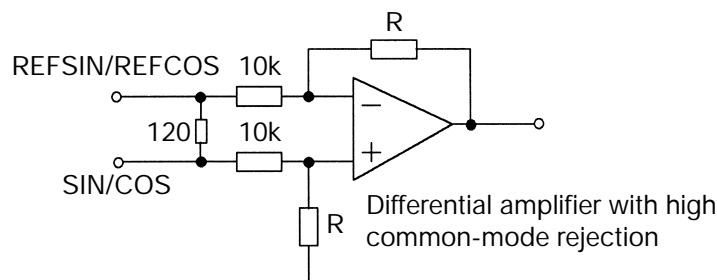 R
REFSIN/REFCOS 10k
120 10k
SIN/COS
R
Differential amplifier with high
common-mode rejection